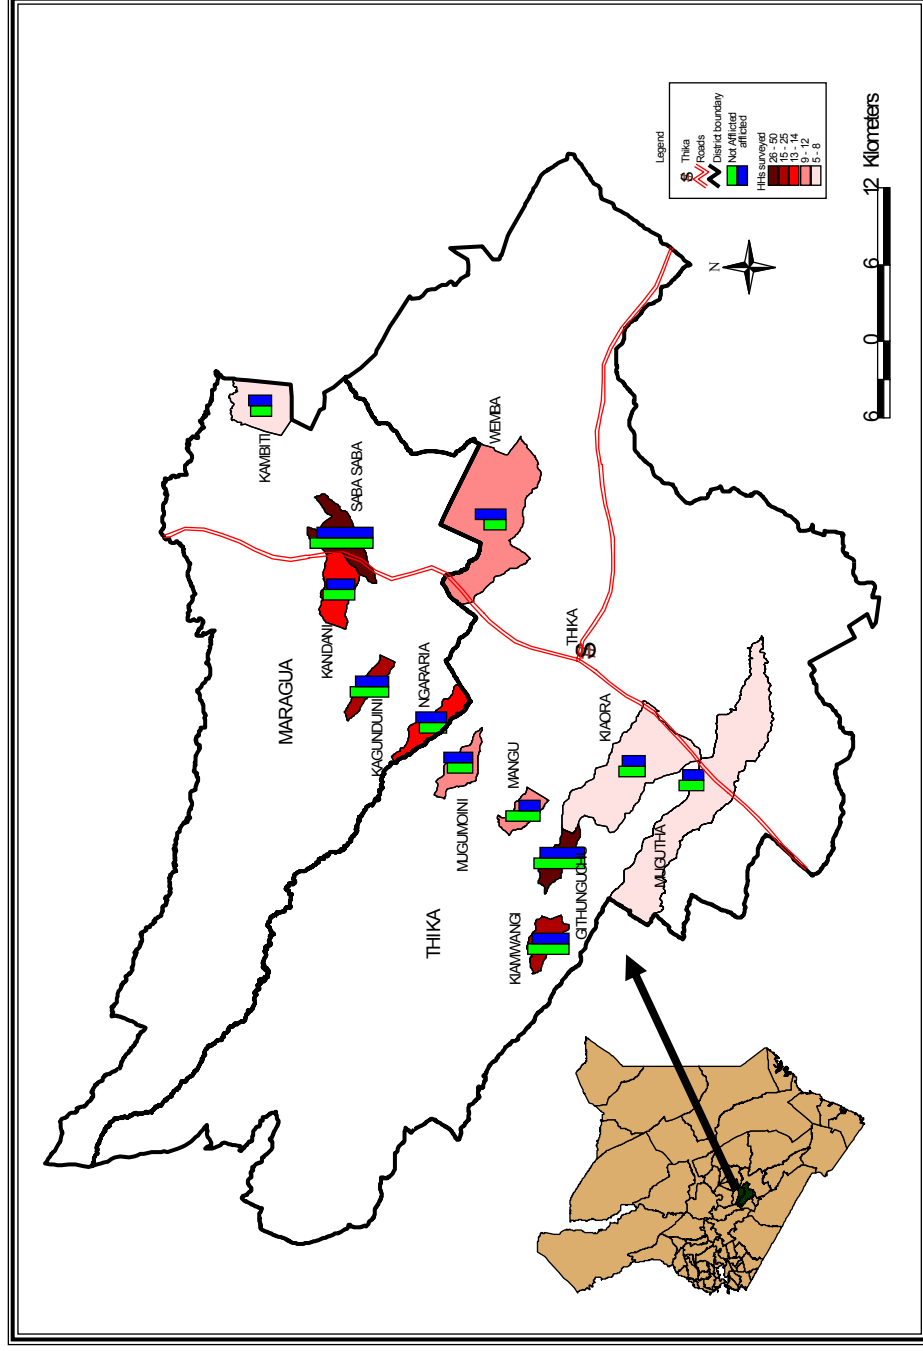 KAMBITI
SABA SABA
KANDANI
MARAGUA
KAGUNDUINI
NGARARIA
WEMBA
MUGUMOINI
MANGU
THIKA
KIAORA
THIKA
KIAMWANGI
GITHUNGUCHU
MUGUTHA
Legend
Thika
Roads
District boundary
Not Afflicted
afflicted
HHs surveyed
26 - 50
15 - 25
13 - 14
9 - 12
5 - 8
N
6 0 6 12 Kilometers